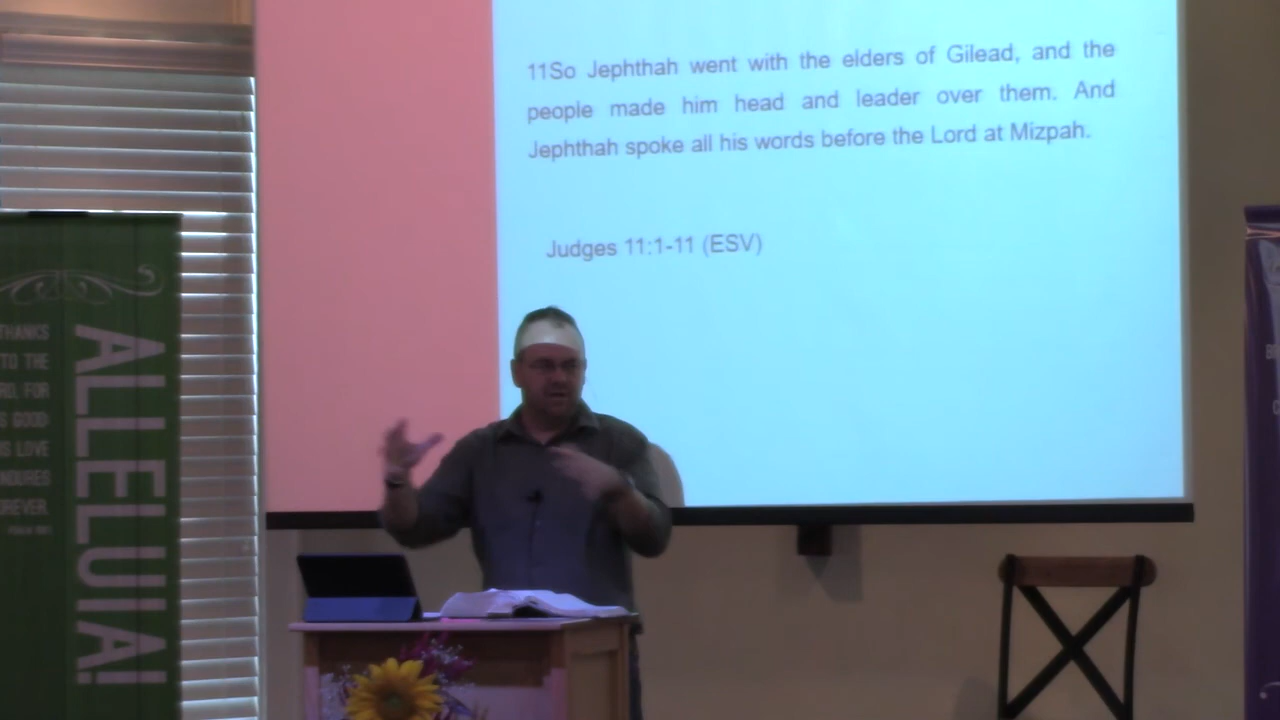 11So Jephthah went with the elders of Gilead, and the
people made him head and leader over them. And
Jephthah spoke all his words before the Lord at Mizpah.
Judges 11:1-11 (ESV)
ALLELUIA!
THANKS
TO THE
FOR
GOOD
LOVE